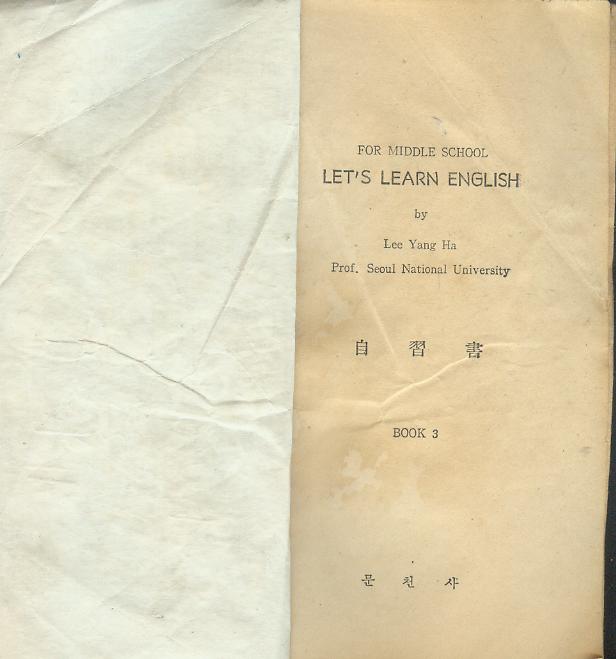 FOR MIDDLE SCHOOL
LET'S LEARN ENGLISH
by
Lee Yang Ha
Prof. Seoul National University
自習書
BOOK 3
문천사